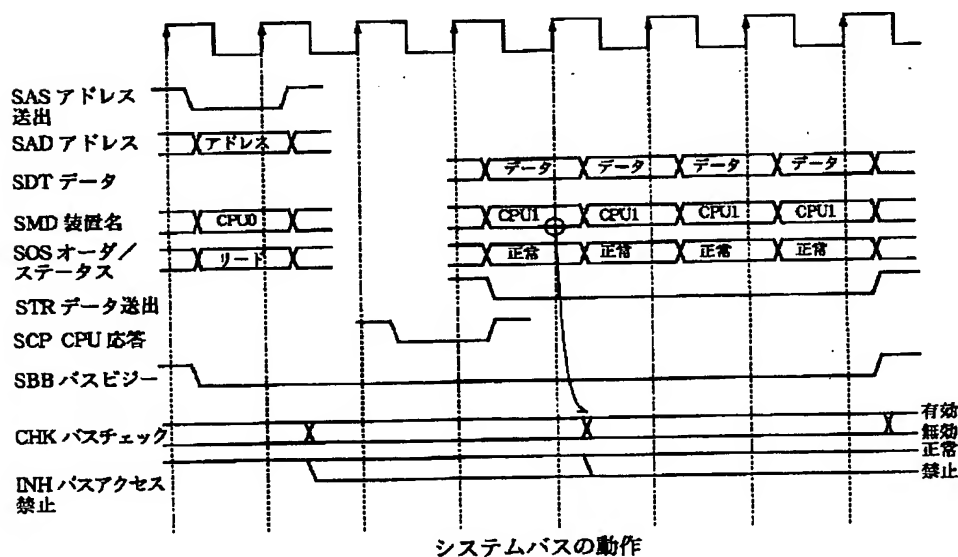 SAS アドレス
送出
SAD アドレス
アドレス
SDT データ
データ データ データ データ
SMD 装置名
CPU0 CPU1 CPU1 CPU1 CPU1
SOS オーダ/
ステータス
リード 正常 正常 正常 正常
STR データ送出
SCP CPU 応答
SBB バスビジー
CHK バスチェック
有効
無効
INH バスアクセス
禁止
正常
禁止
システムバスの動作